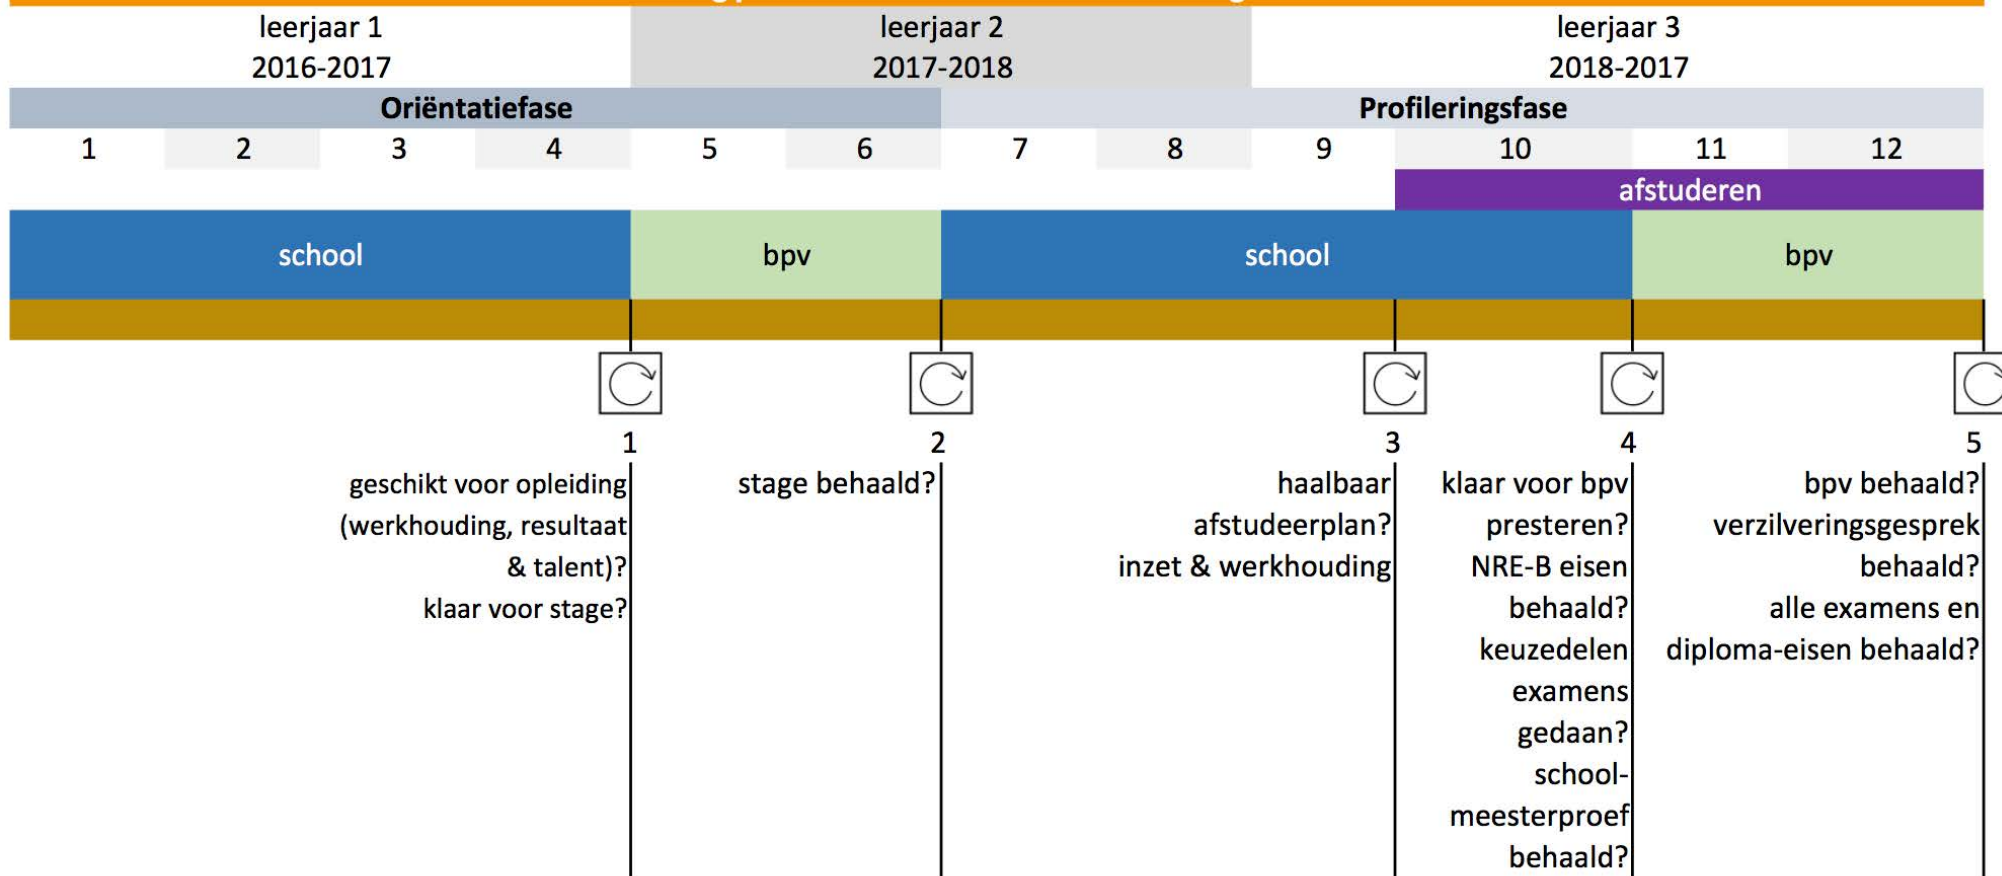 leerjaar 1
leerjaar 2
leerjaar 3
2016-2017
2017-2018
2018-2017
Oriëntatiefase
Profileringsfase
1 2 3 4 5 6 7 8 9 10 11 12
afstuderen
school
bpv
school
bpv
1
geschikt voor opleiding
(werkhouding, resultaat
& talent)?
klaar voor stage?
2
stage behaald?
3
haalbaar
afstudeerplan?
inzet & werkhouding
4
klaar voor bpv
presteren?
NRE-B eisen
behaald?
keuzedelen
examens
gedaan?
school-
meesterproef
behaald?
5
bpv behaald?
verzilveringsgesprek
behaald?
alle examens en
diploma-eisen behaald?